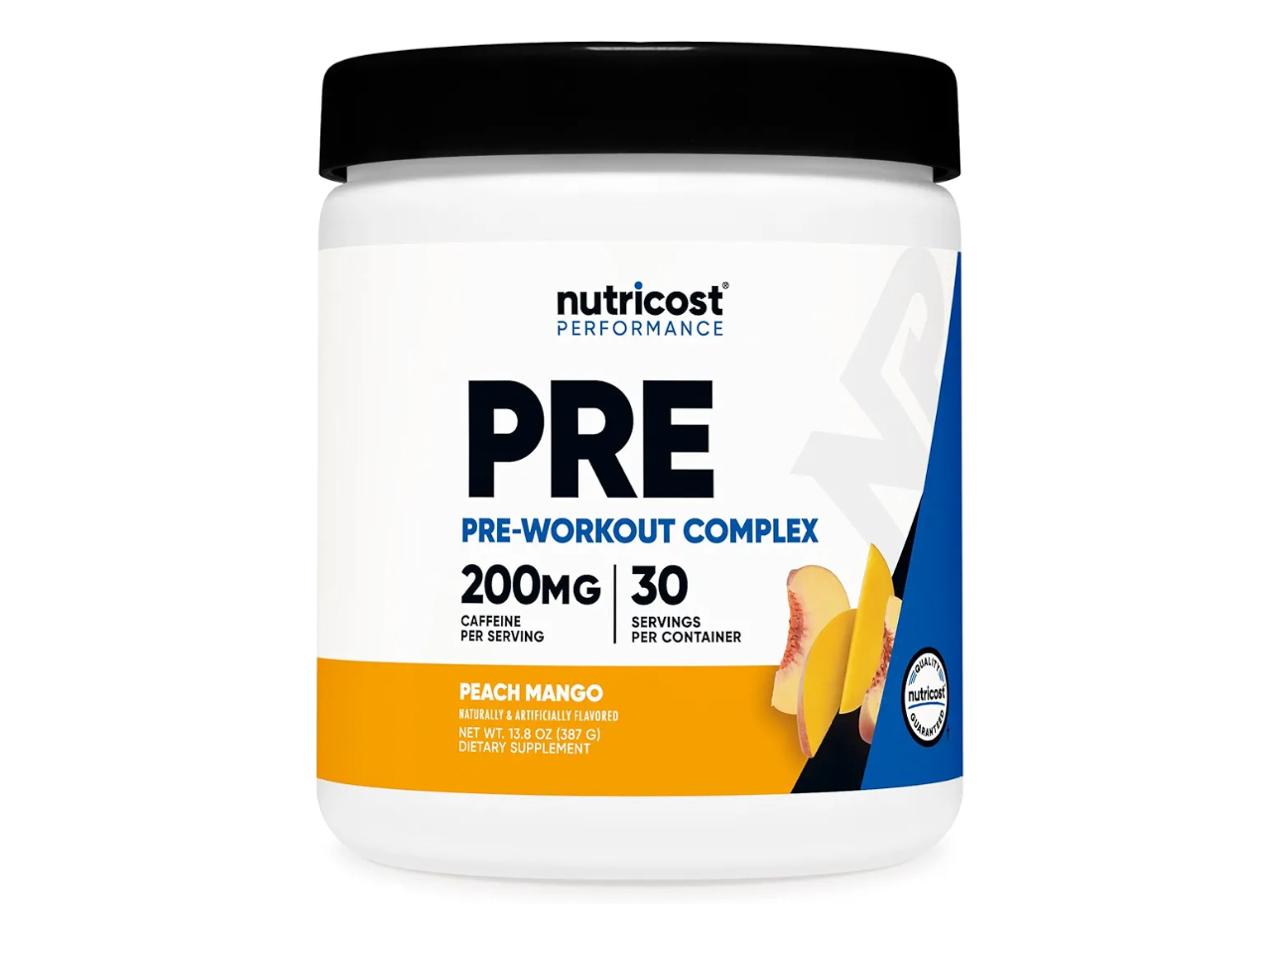 nutricost®
PERFORMANCE
PRE
PRE-WORKOUT COMPLEX
200MG
CAFFEINE
PER SERVING
30
SERVINGS
PER CONTAINER
PEACH MANGO
NATURALLY & ARTIFICIALLY FLAVORED
NET WT. 13.8 OZ (387 G)
DIETARY SUPPLEMENT
QUALITY
nutricost
GUARANTEED